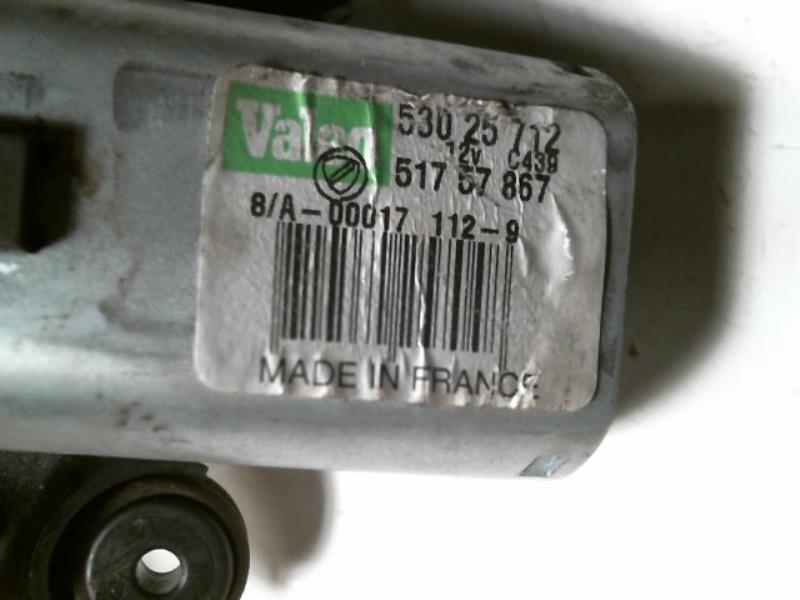 Valeo
530 25 712
12V C439
517 57 867
8/A-00017 112-9
MADE IN FRANCE